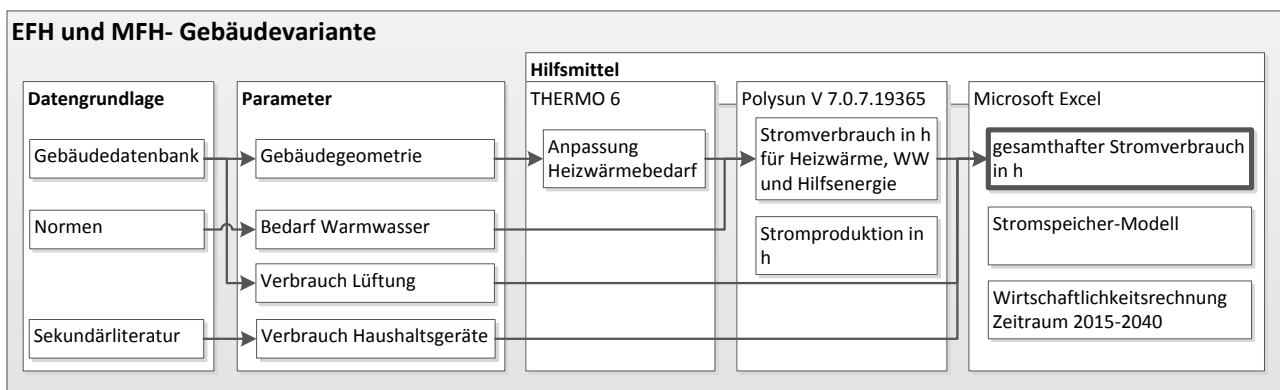 EFH und MFH- Gebäudevariante
Hilfsmittel
Datengrundlage
Parameter
THERMO 6
Polysun V 7.0.7.19365
Microsoft Excel
Gebäudedatenbank
Normen
Sekundärliteratur
Gebäudegeometrie
Bedarf Warmwasser
Verbrauch Lüftung
Verbrauch Haushaltsgeräte
Anpassung
Heizwärmebedarf
Stromverbrauch in h
für Heizwärme, WW
und Hilfsenergie
Stromproduktion in
h
gesamthafter Stromverbrauch
in h
Stromspeicher-Modell
Wirtschaftlichkeitsrechnung
Zeitraum 2015-2040